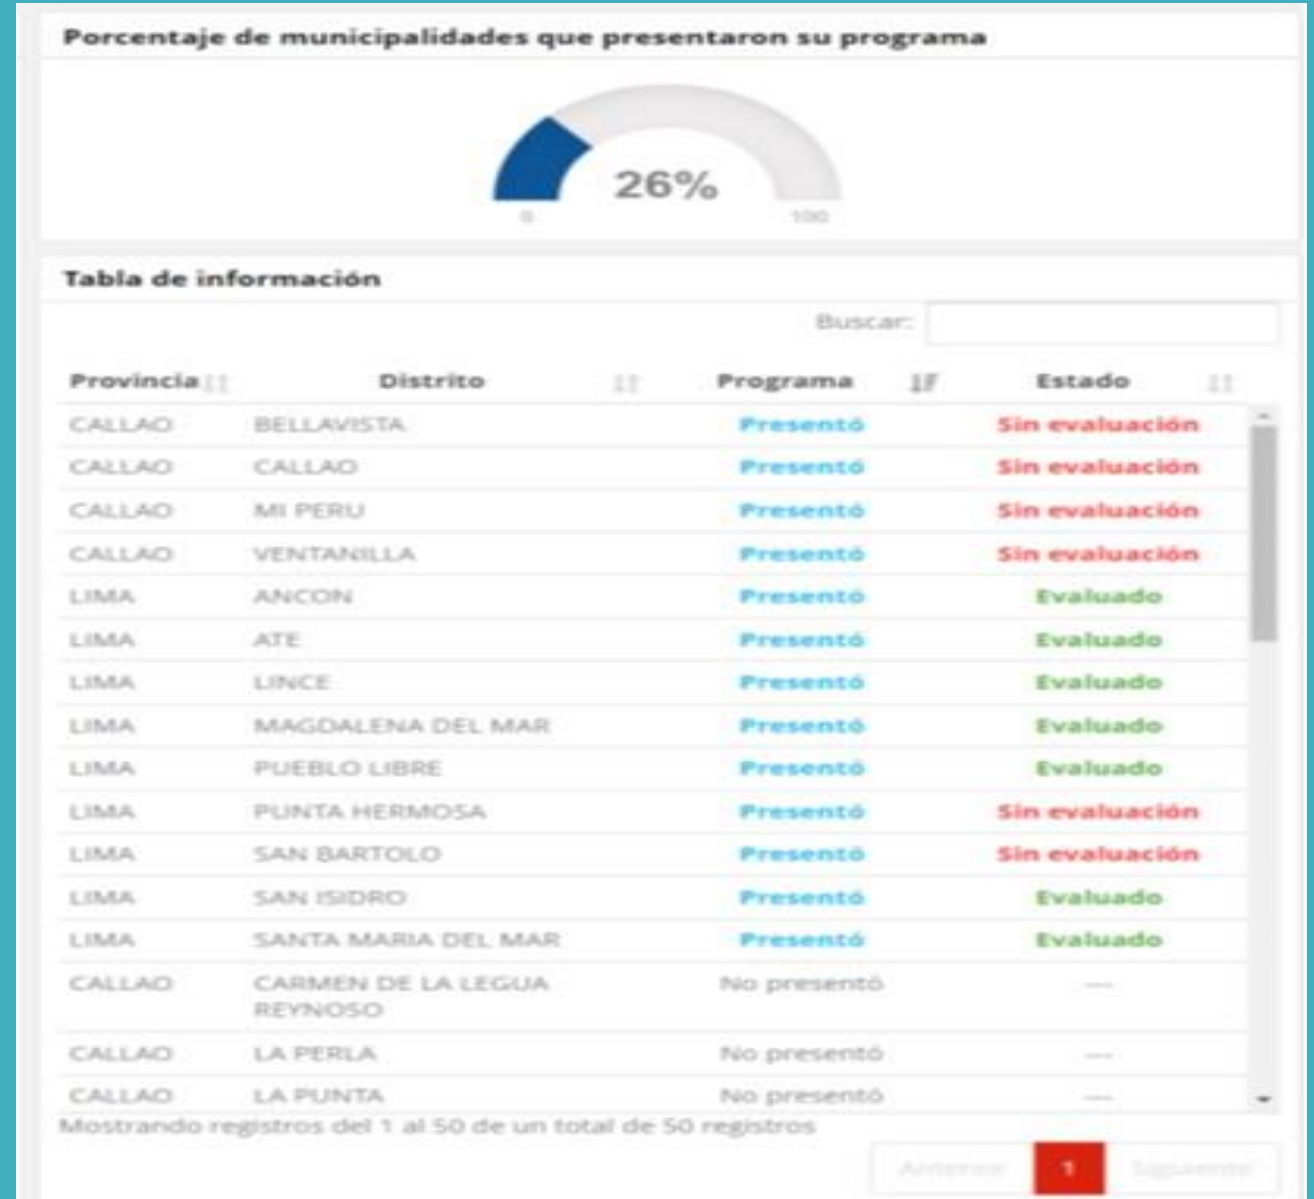 Porcentaje de municipalidades que presentaron su programa
26%
0 100
Tabla de información
Buscar:
Provincia Distrito Programa Estado
CALLAO BELLAVISTA Presentó Sin evaluación
CALLAO CALLAO Presentó Sin evaluación
CALLAO MI PERU Presentó Sin evaluación
CALLAO VENTANILLA Presentó Sin evaluación
LIMA ANCON Presentó Evaluado
LIMA ATE Presentó Evaluado
LIMA LINCE Presentó Evaluado
LIMA MAGDALENA DEL MAR Presentó Evaluado
LIMA PUEBLO LIBRE Presentó Evaluado
LIMA PUNTA HERMOSA Presentó Sin evaluación
LIMA SAN BARTOLO Presentó Sin evaluación
LIMA SAN ISIDRO Presentó Evaluado
LIMA SANTA MARIA DEL MAR Presentó Evaluado
CALLAO CARMEN DE LA LEGUA No presentó ---
REYNOSO
CALLAO LA PERLA No presentó ---
CALLAO LA PUNTA No presentó ---
Mostrando registros del 1 al 50 de un total de 50 registros
Anterior 1 Siguiente